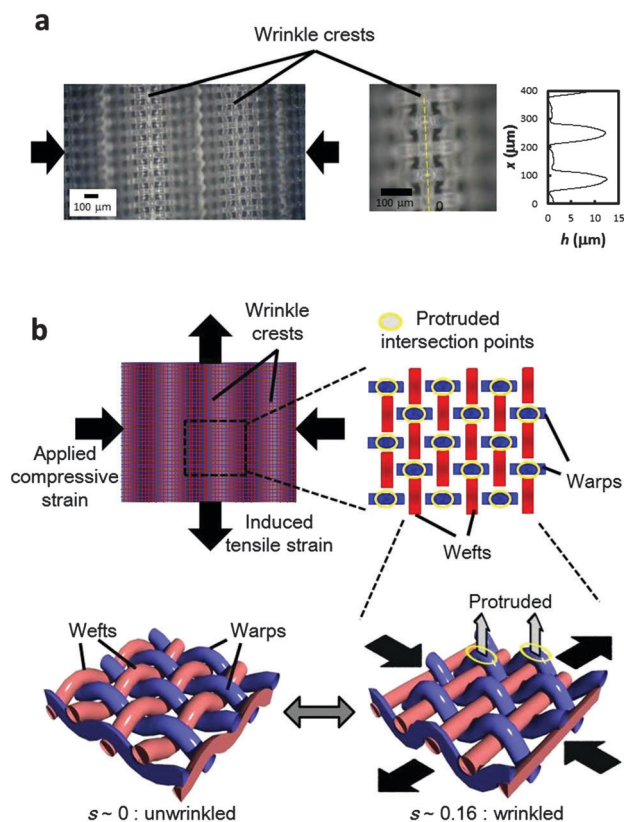 a
Wrinkle crests
100 μm
100 μm
0
400
300
200
100
0
x (μm)
0 5 10 15
h (μm)
b
Wrinkle crests
Protruded intersection points
Applied compressive strain
Induced tensile strain
Warps
Wefts
Wefts
Warps
Protruded
s ~ 0 : unwrinkled
s ~ 0.16 : wrinkled